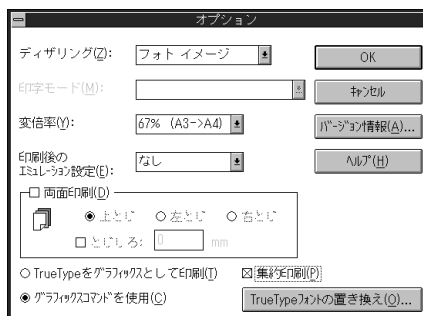 オプション
ディザリング(Z): フォト イメージ OK
印字モード(M): ｷｬﾝｾﾙ
変倍率(Y): 67% (A3->A4) ﾊﾞｰｼﾞｮﾝ情報(A)...
印刷後の
ｴﾐｭﾚｰｼｮﾝ設定(E): なし ﾍﾙﾌﾟ(H)
両面印刷(D)
上とじ 左とじ 右とじ
とじしろ: 0 mm
TrueTypeをｸﾞﾗﾌｨｯｸｽとして印刷(T) 集約印刷(P)
ｸﾞﾗﾌｨｯｸｽｺﾏﾝﾄﾞを使用(C) TrueTypeﾌｫﾝﾄの置き換え(O)...